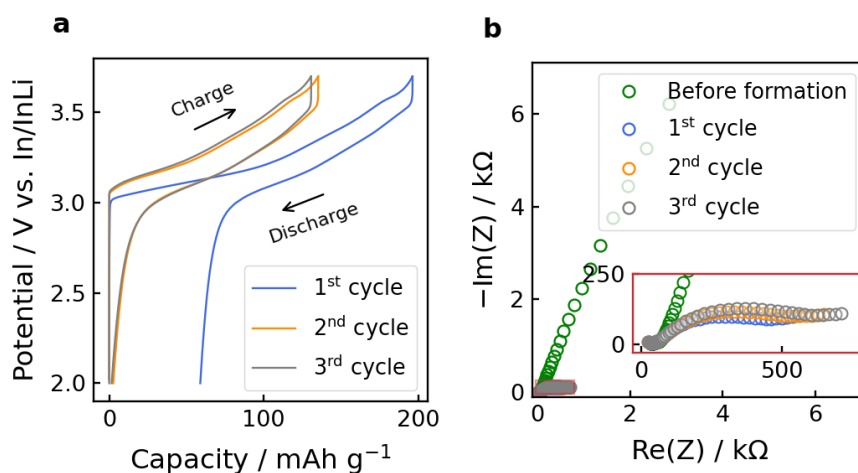 a
Potential / V vs. In/InLi
3.5
3.0
2.5
2.0
Charge
Discharge
1st cycle
2nd cycle
3rd cycle
0
100
200
Capacity / mAh g⁻¹
b
−Im(Z) / kΩ
6
4
2
0
Before formation
1st cycle
2nd cycle
3rd cycle
250
0
0
500
0
2
4
6
Re(Z) / kΩ